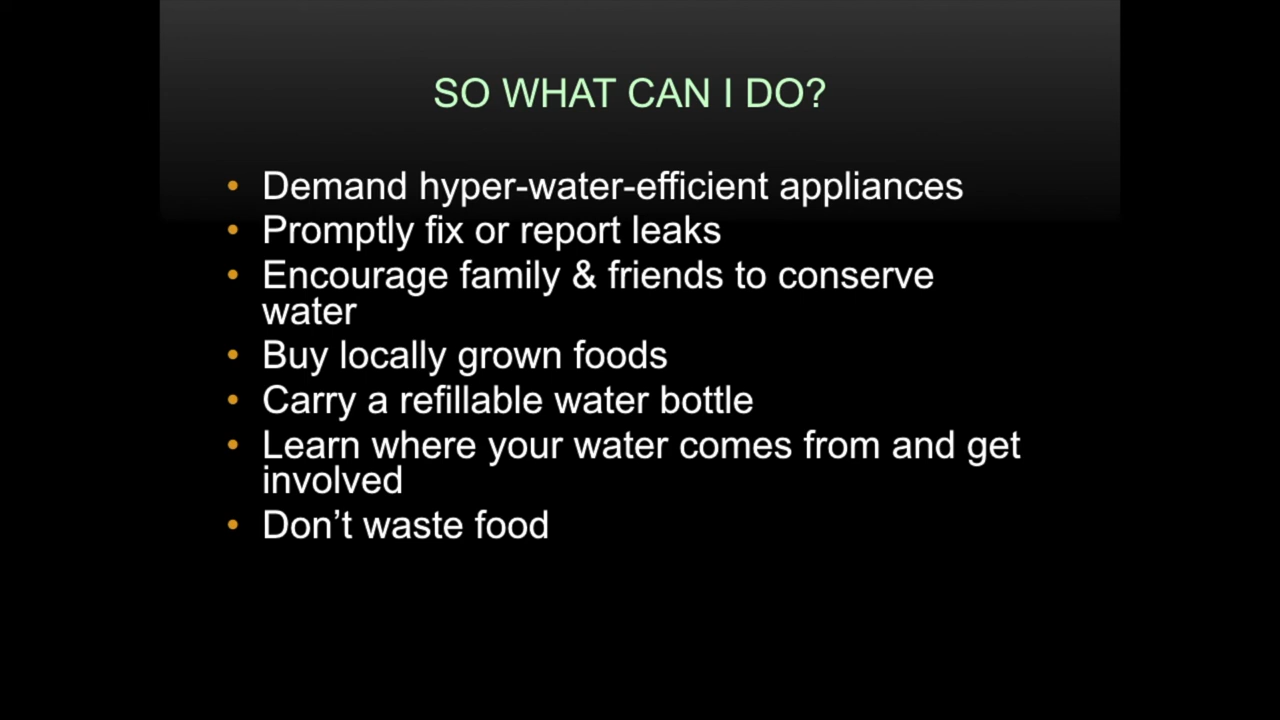 SO WHAT CAN I DO?
• Demand hyper-water-efficient appliances
• Promptly fix or report leaks
• Encourage family & friends to conserve
water
• Buy locally grown foods
• Carry a refillable water bottle
• Learn where your water comes from and get
involved
• Don’t waste food